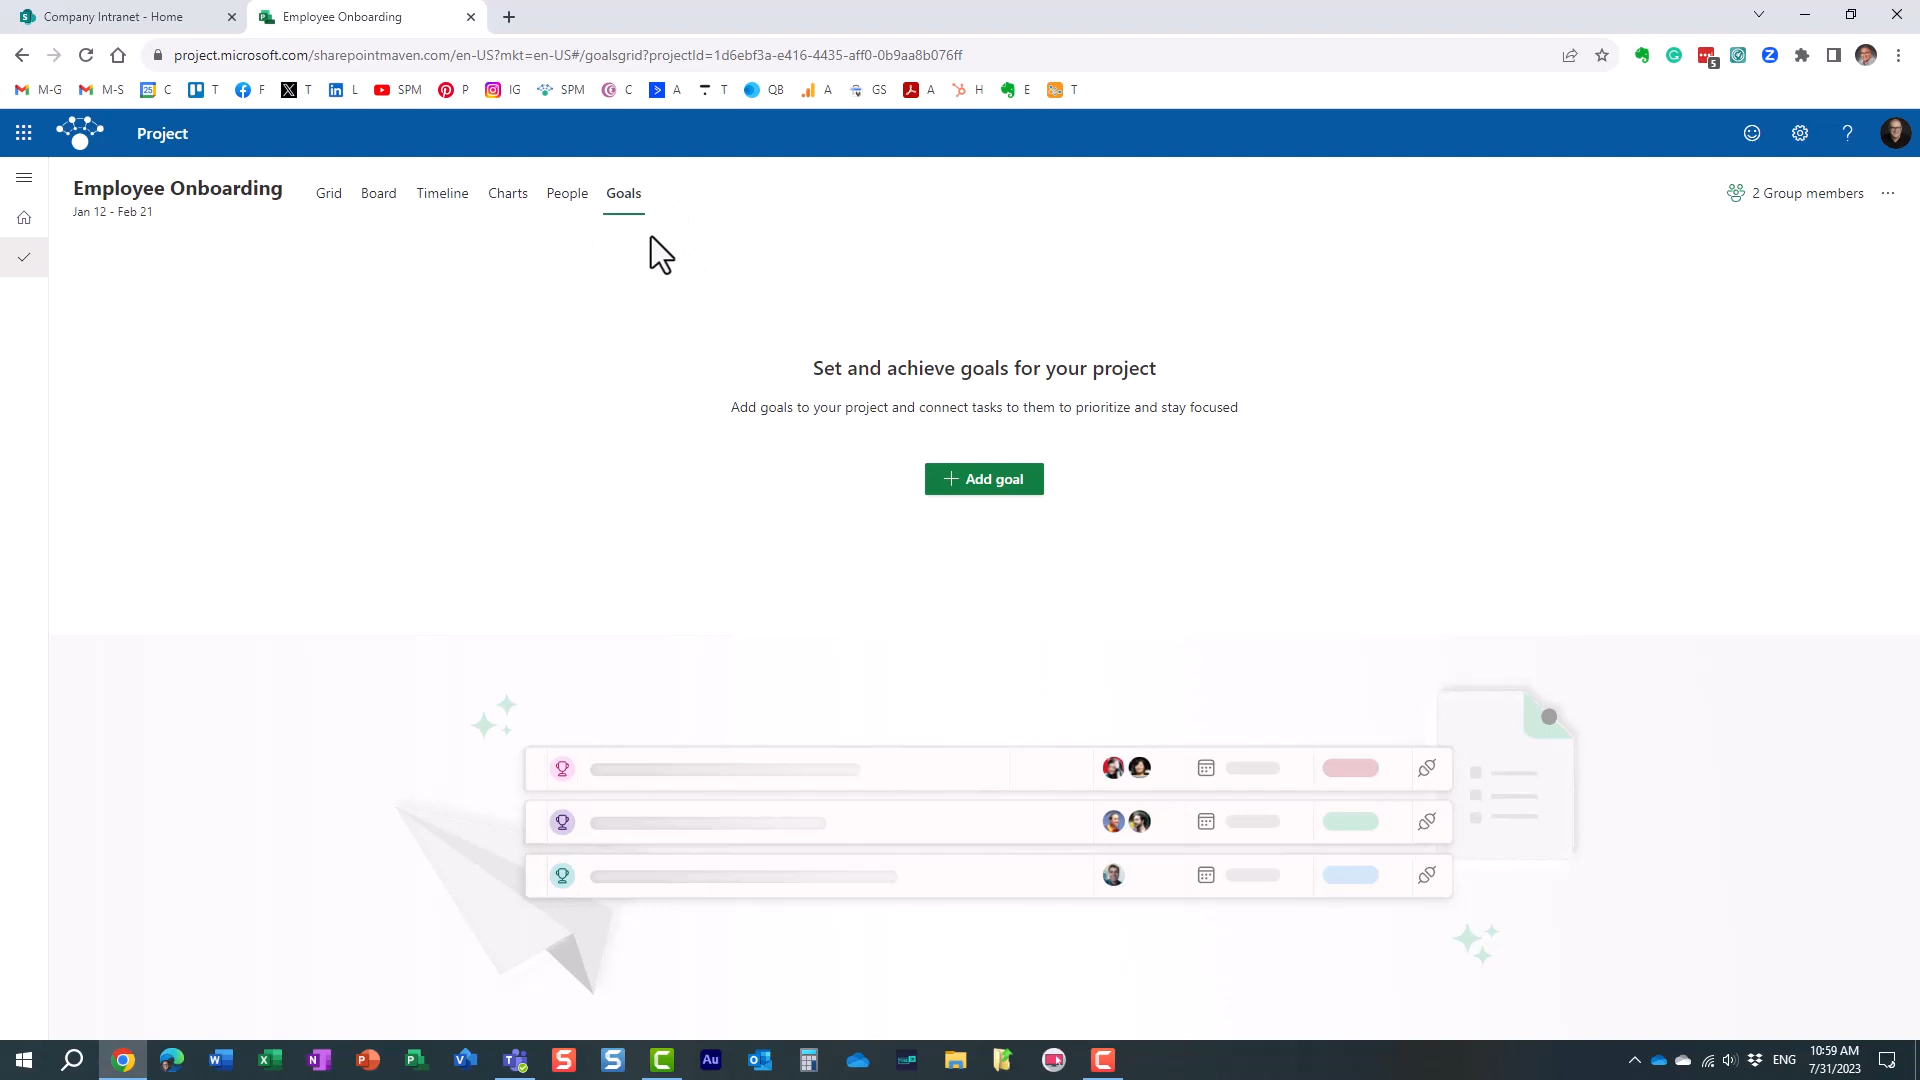 Company Intranet - Home
Employee Onboarding
project.microsoft.com/sharepointmaven.com/en-US?mkt=en-US#/goalsgrid?projectId=1d6ebf3a-e416-4435-aff0-0b9aa8b076ff
M-G M-S C T F T L SPM P IG SPM C A T QB A GS A H E T
Project
Employee Onboarding
Jan 12 - Feb 21
Grid Board Timeline Charts People Goals
2 Group members
Set and achieve goals for your project
Add goals to your project and connect tasks to them to prioritize and stay focused
Add goal
ENG
10:59 AM
7/31/2023